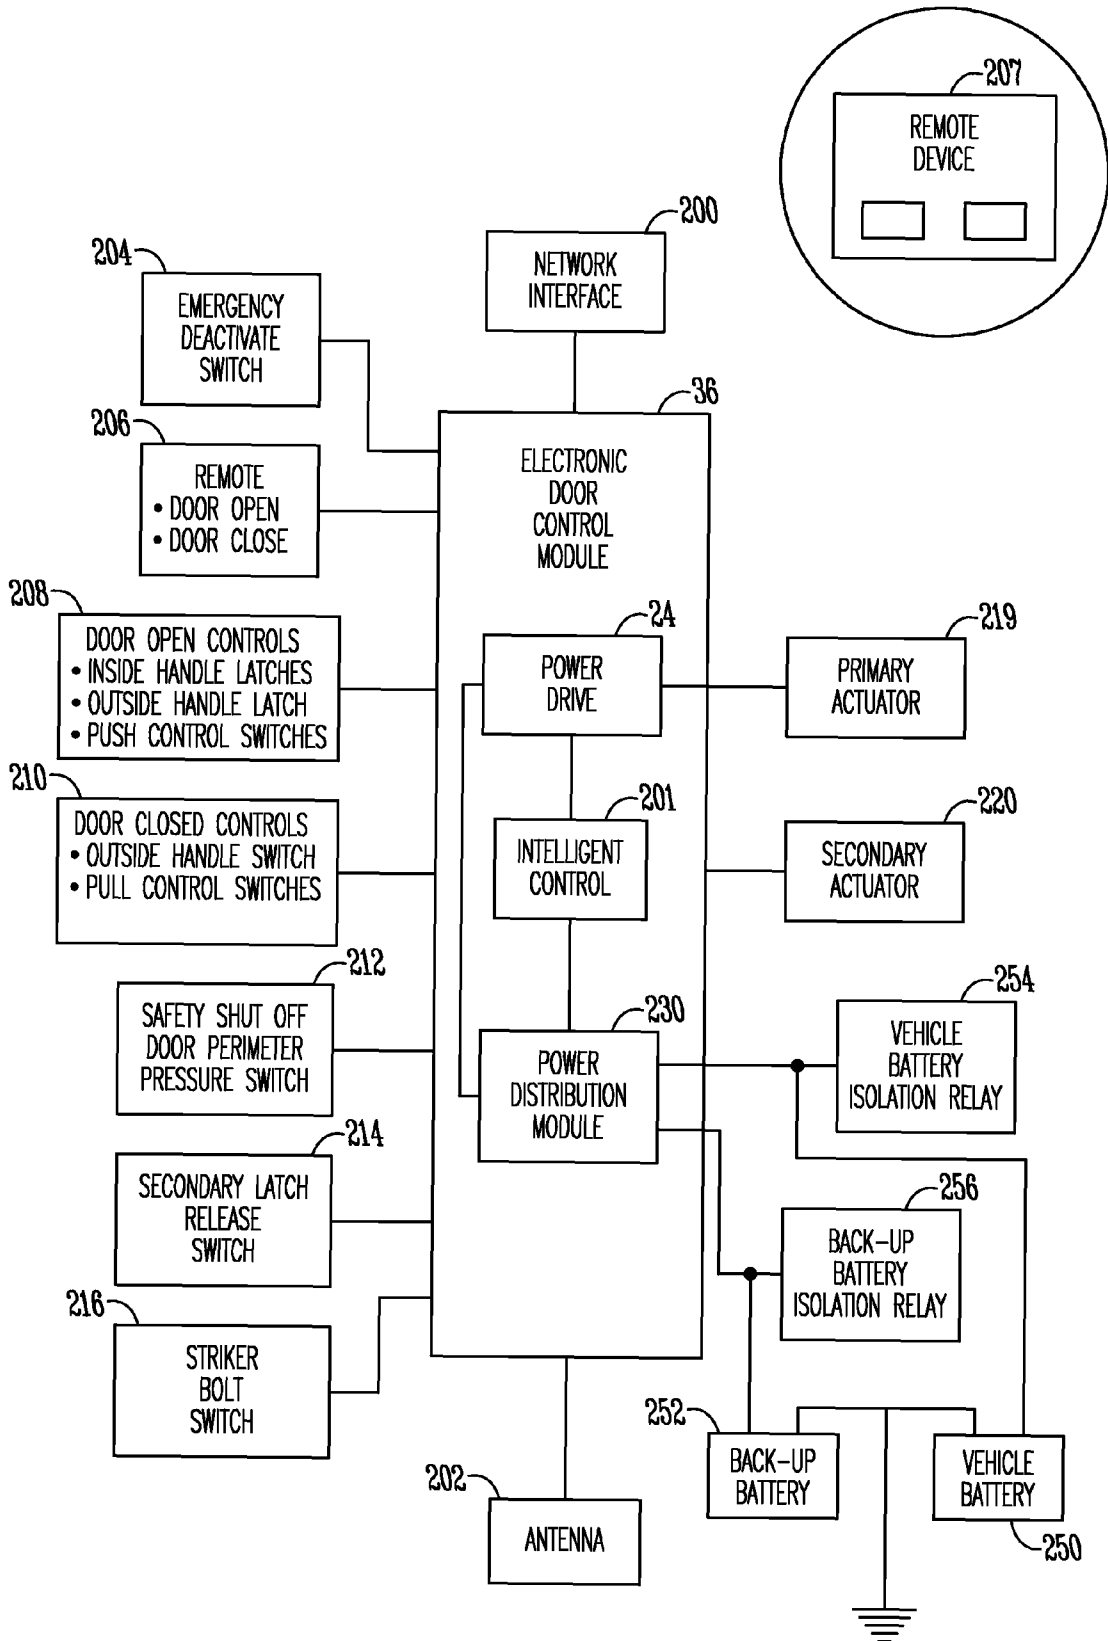 207
REMOTE
DEVICE
200
NETWORK
INTERFACE
204
EMERGENCY
DEACTIVATE
SWITCH
36
ELECTRONIC
DOOR
CONTROL
MODULE
206
REMOTE
• DOOR OPEN
• DOOR CLOSE
208
DOOR OPEN CONTROLS
• INSIDE HANDLE LATCHES
• OUTSIDE HANDLE LATCH
• PUSH CONTROL SWITCHES
24
POWER
DRIVE
219
PRIMARY
ACTUATOR
210
DOOR CLOSED CONTROLS
• OUTSIDE HANDLE SWITCH
• PULL CONTROL SWITCHES
201
INTELLIGENT
CONTROL
220
SECONDARY
ACTUATOR
212
SAFETY SHUT OFF
DOOR PERIMETER
PRESSURE SWITCH
230
POWER
DISTRIBUTION
MODULE
254
VEHICLE
BATTERY
ISOLATION RELAY
214
SECONDARY LATCH
RELEASE
SWITCH
256
BACK-UP
BATTERY
ISOLATION RELAY
216
STRIKER
BOLT
SWITCH
252
BACK-UP
BATTERY
VEHICLE
BATTERY
250
202
ANTENNA